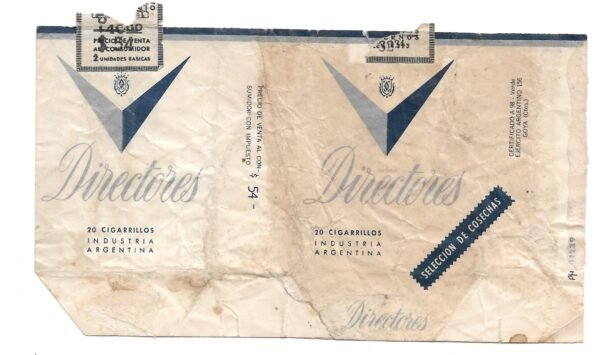 PRECIO DE VENTA
AL CONSUMIDOR
2 UNIDADES BASICAS
Directores
20 CIGARRILLOS
INDUSTRIA
ARGENTINA
PRECIO DE VENTA AL CON-
SUMIDOR CON IMPUESTO
$ 54 -
Directores
20 CIGARRILLOS
INDUSTRIA
ARGENTINA
SELECCION DE COSECHAS
CERTIFICADO A 98 - Verde
EJERCITO ARGENTINO 156
GOYA (Ctes.)
Directores